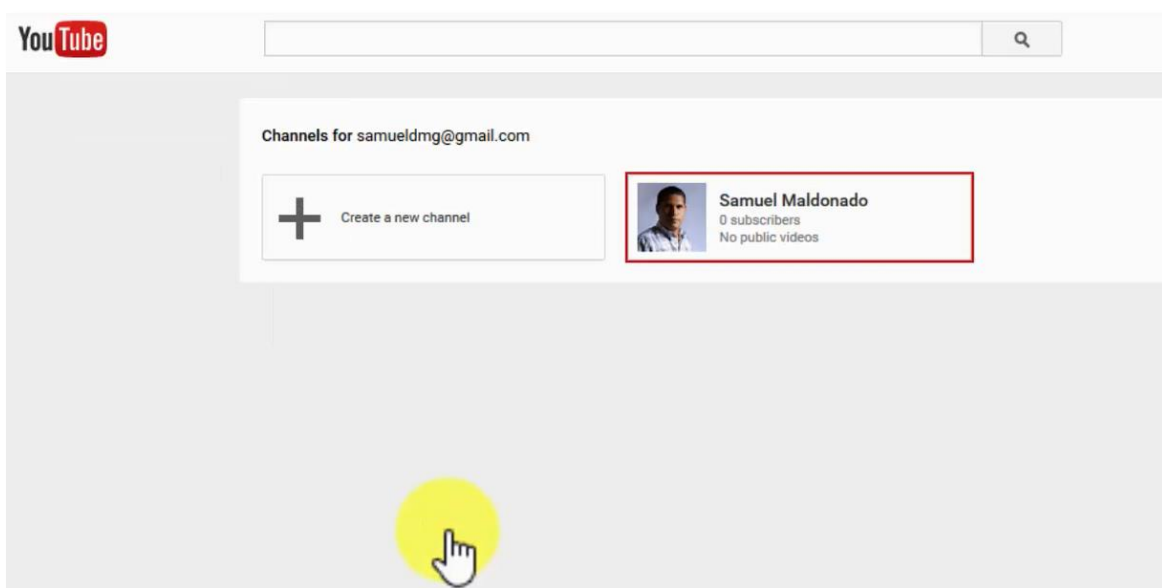 YouTube
Channels for samueldmg@gmail.com
Create a new channel
Samuel Maldonado
0 subscribers
No public videos